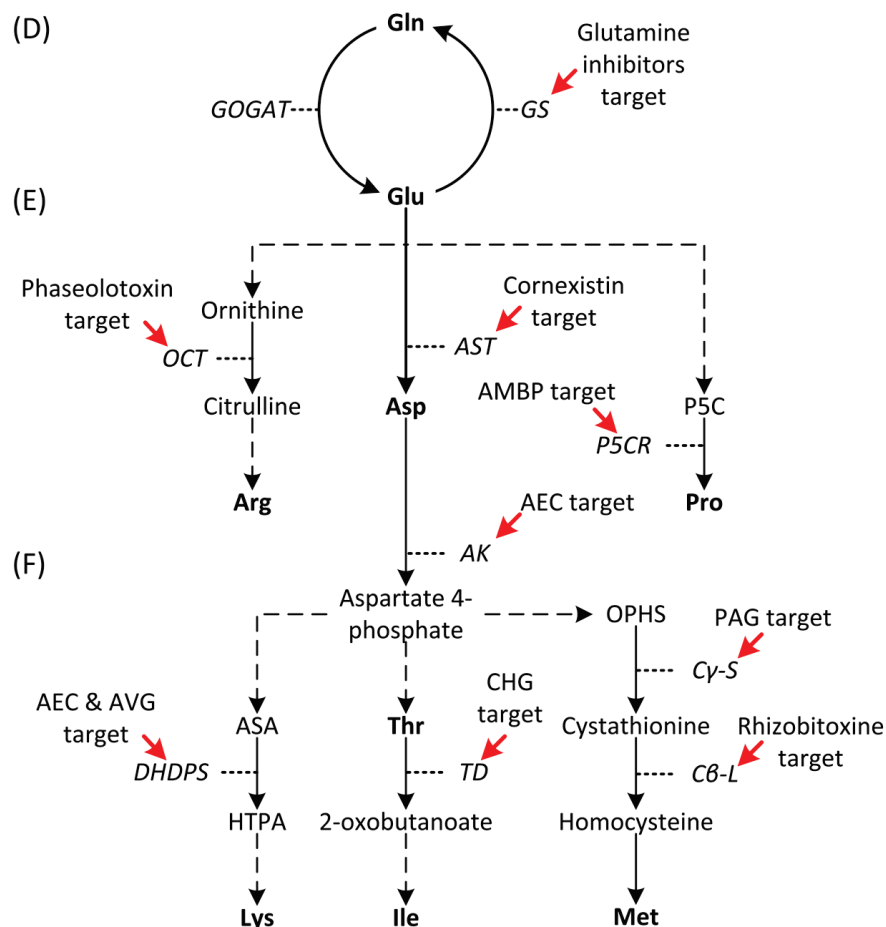 (D)
Gln
Glutamine
inhibitors
target
GOGAT
GS
Glu
(E)
Phaseolotoxin
target
Ornithine
Cornexistin
target
OCT
AST
Citrulline
Asp
AMBP target
P5C
P5CR
Arg
AEC target
Pro
AK
(F)
Aspartate 4-
phosphate
OPHS
PAG target
Cγ-S
AEC & AVG
target
ASA
CHG
target
Thr
Cystathionine
Rhizobitoxine
target
DHDPS
TD
Cβ-L
HTPA
2-oxobutanoate
Homocysteine
Lys
Ile
Met